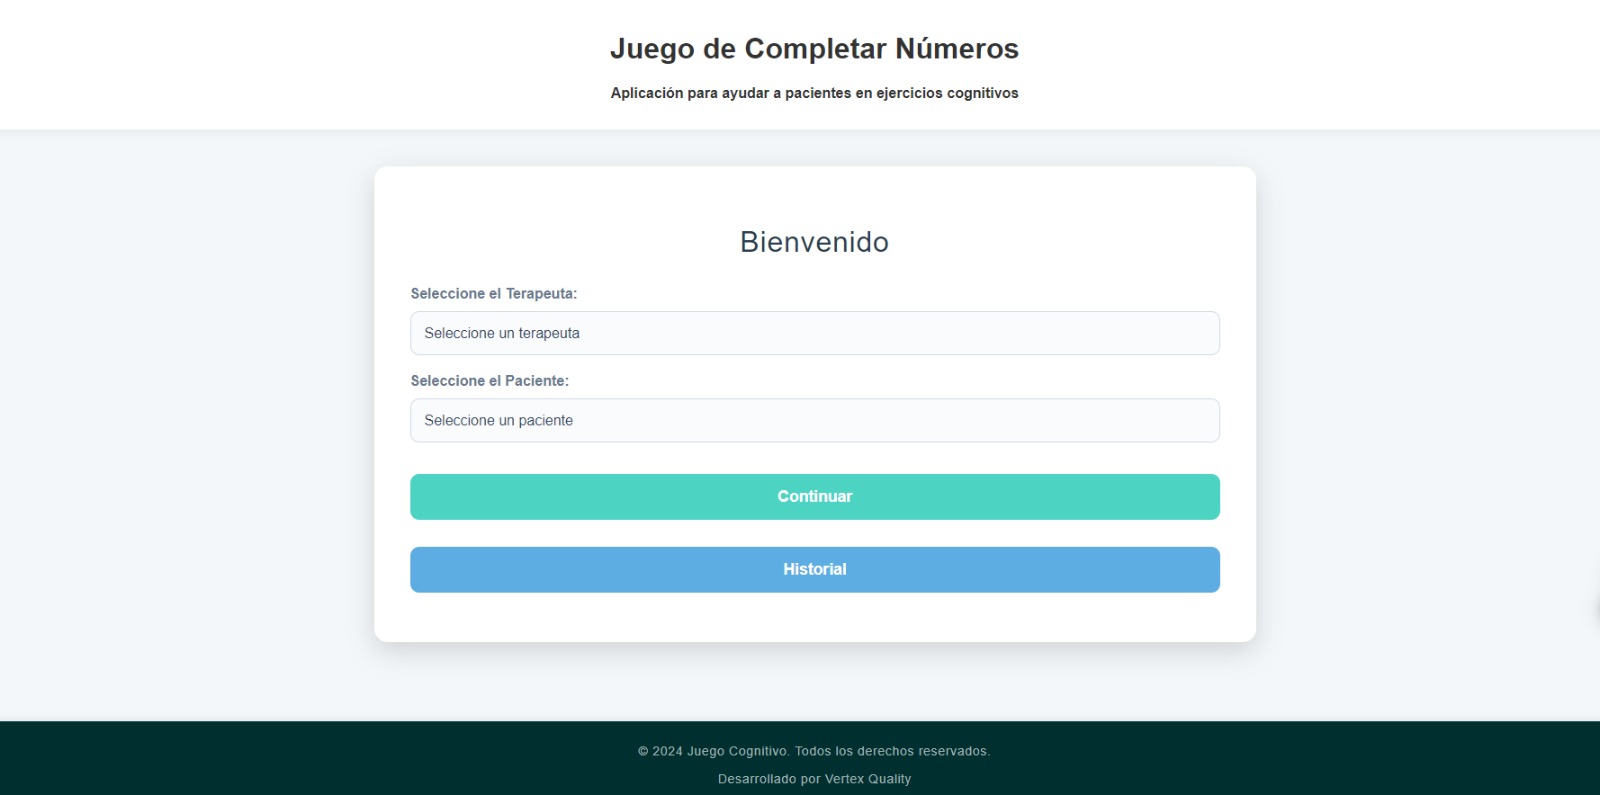 Juego de Completar Números
Aplicación para ayudar a pacientes en ejercicios cognitivos
Bienvenido
Seleccione el Terapeuta:
Seleccione un terapeuta
Seleccione el Paciente:
Seleccione un paciente
Continuar
Historial
© 2024 Juego Cognitivo. Todos los derechos reservados.
Desarrollado por Vertex Quality